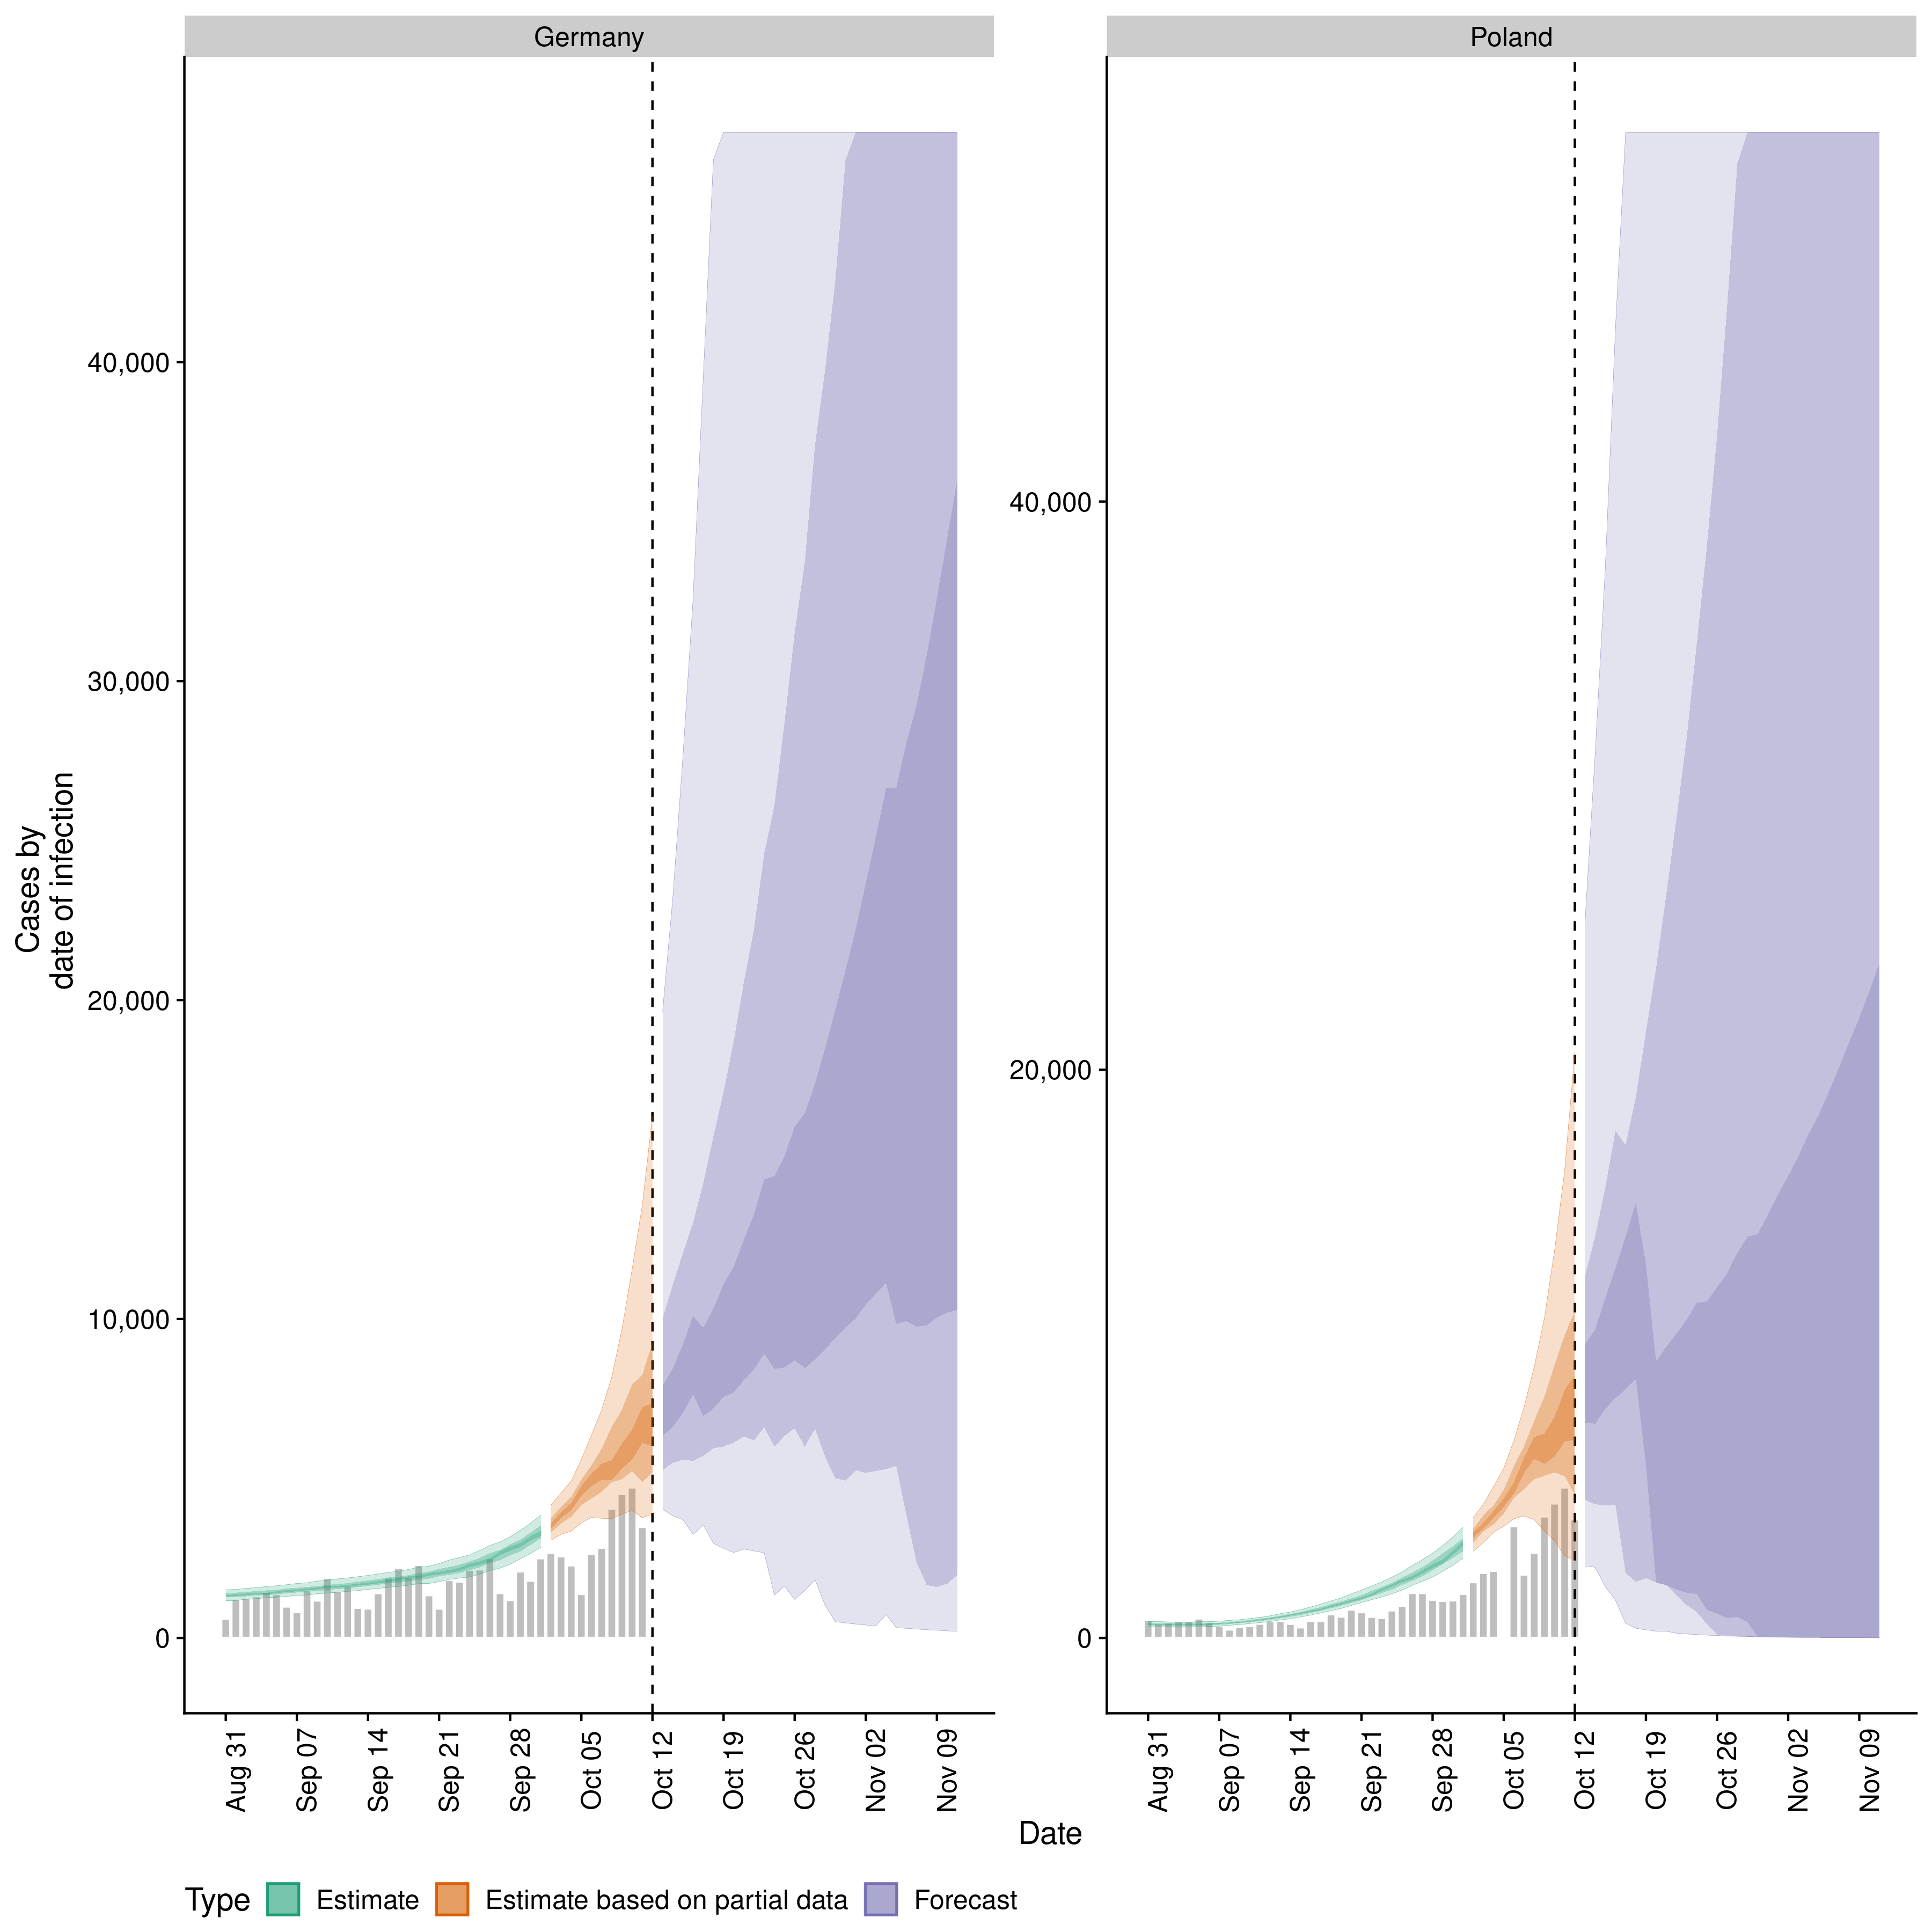 Germany
Poland
Cases by
date of infection
40,000
30,000
20,000
10,000
0
40,000
20,000
0
Aug 31
Sep 07
Sep 14
Sep 21
Sep 28
Oct 05
Oct 12
Oct 19
Oct 26
Nov 02
Nov 09
Aug 31
Sep 07
Sep 14
Sep 21
Sep 28
Oct 05
Oct 12
Oct 19
Oct 26
Nov 02
Nov 09
Date
Type Estimate Estimate based on partial data Forecast